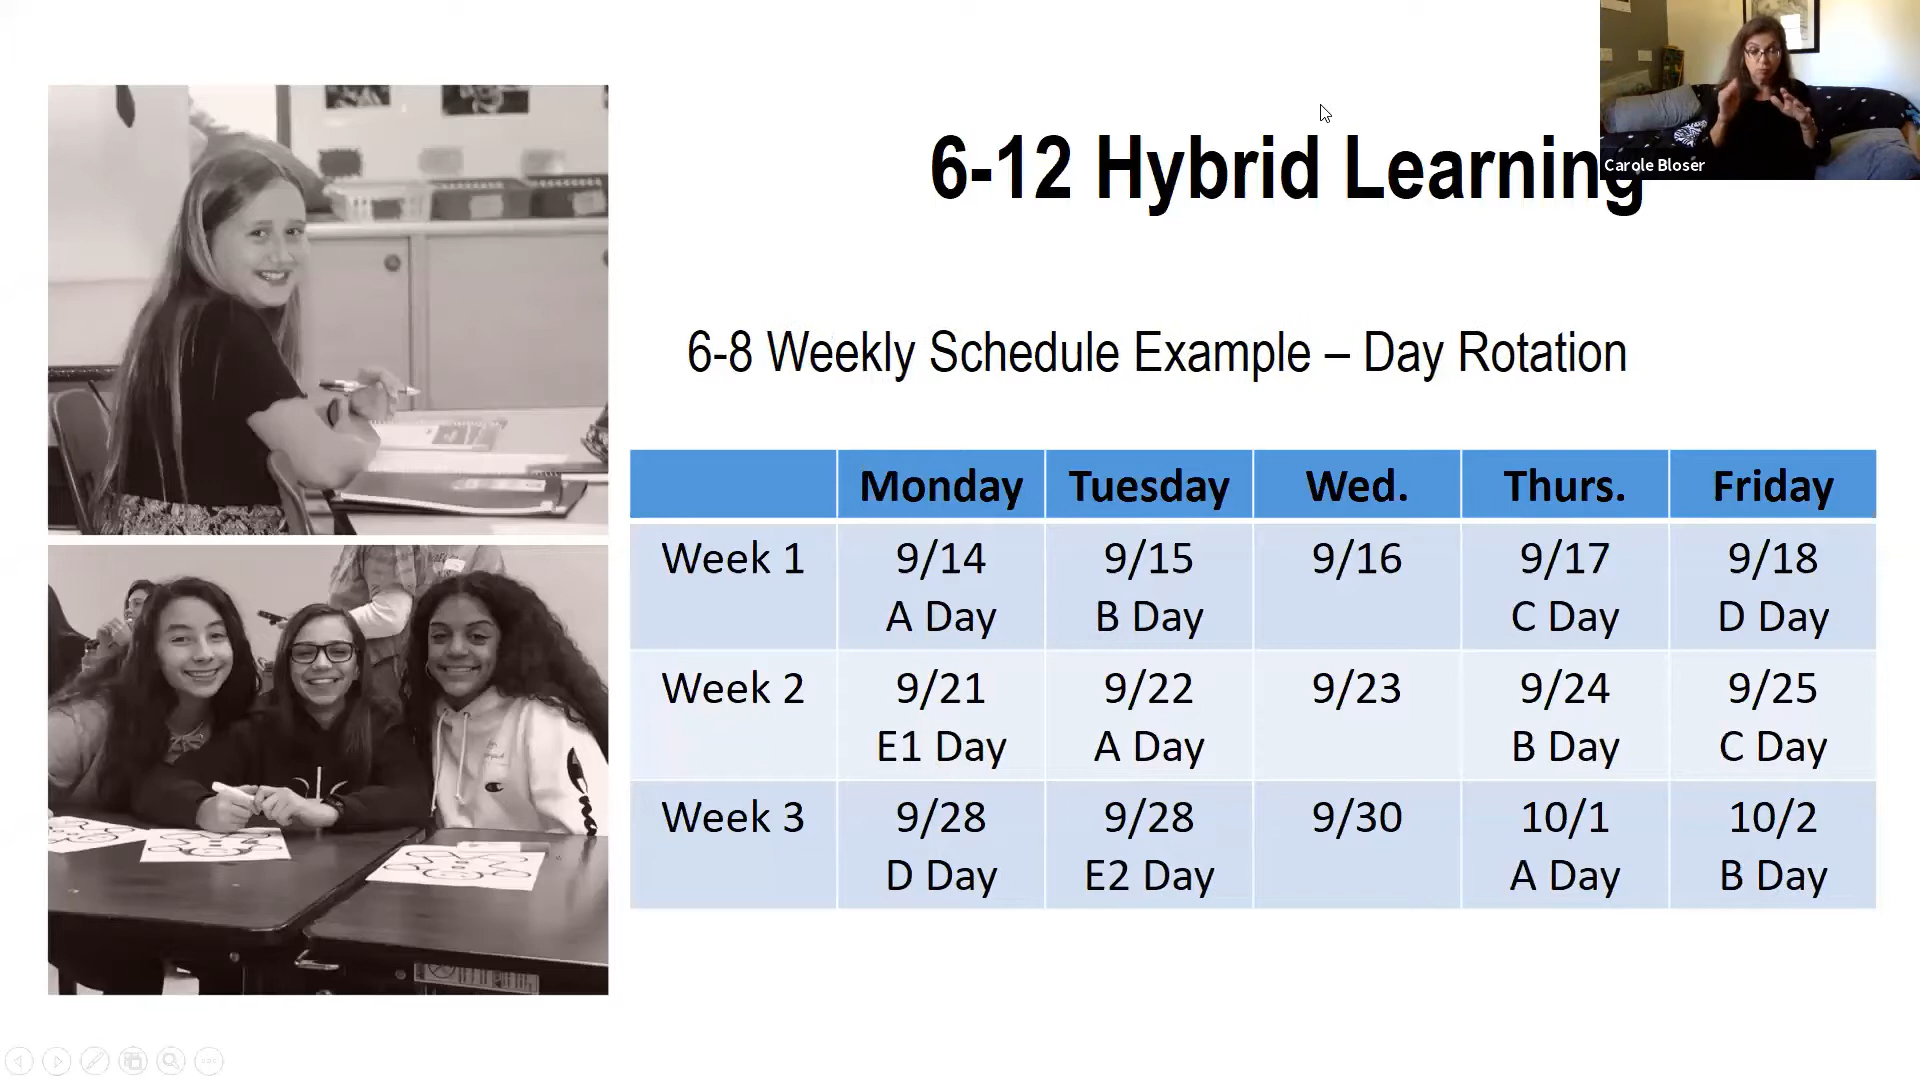 6-12 Hybrid Learning
Carole Bloser
6-8 Weekly Schedule Example – Day Rotation
Monday Tuesday Wed. Thurs. Friday
Week 1 9/14 9/15 9/16 9/17 9/18
A Day B Day C Day D Day
Week 2 9/21 9/22 9/23 9/24 9/25
E1 Day A Day B Day C Day
Week 3 9/28 9/28 9/30 10/1 10/2
D Day E2 Day A Day B Day